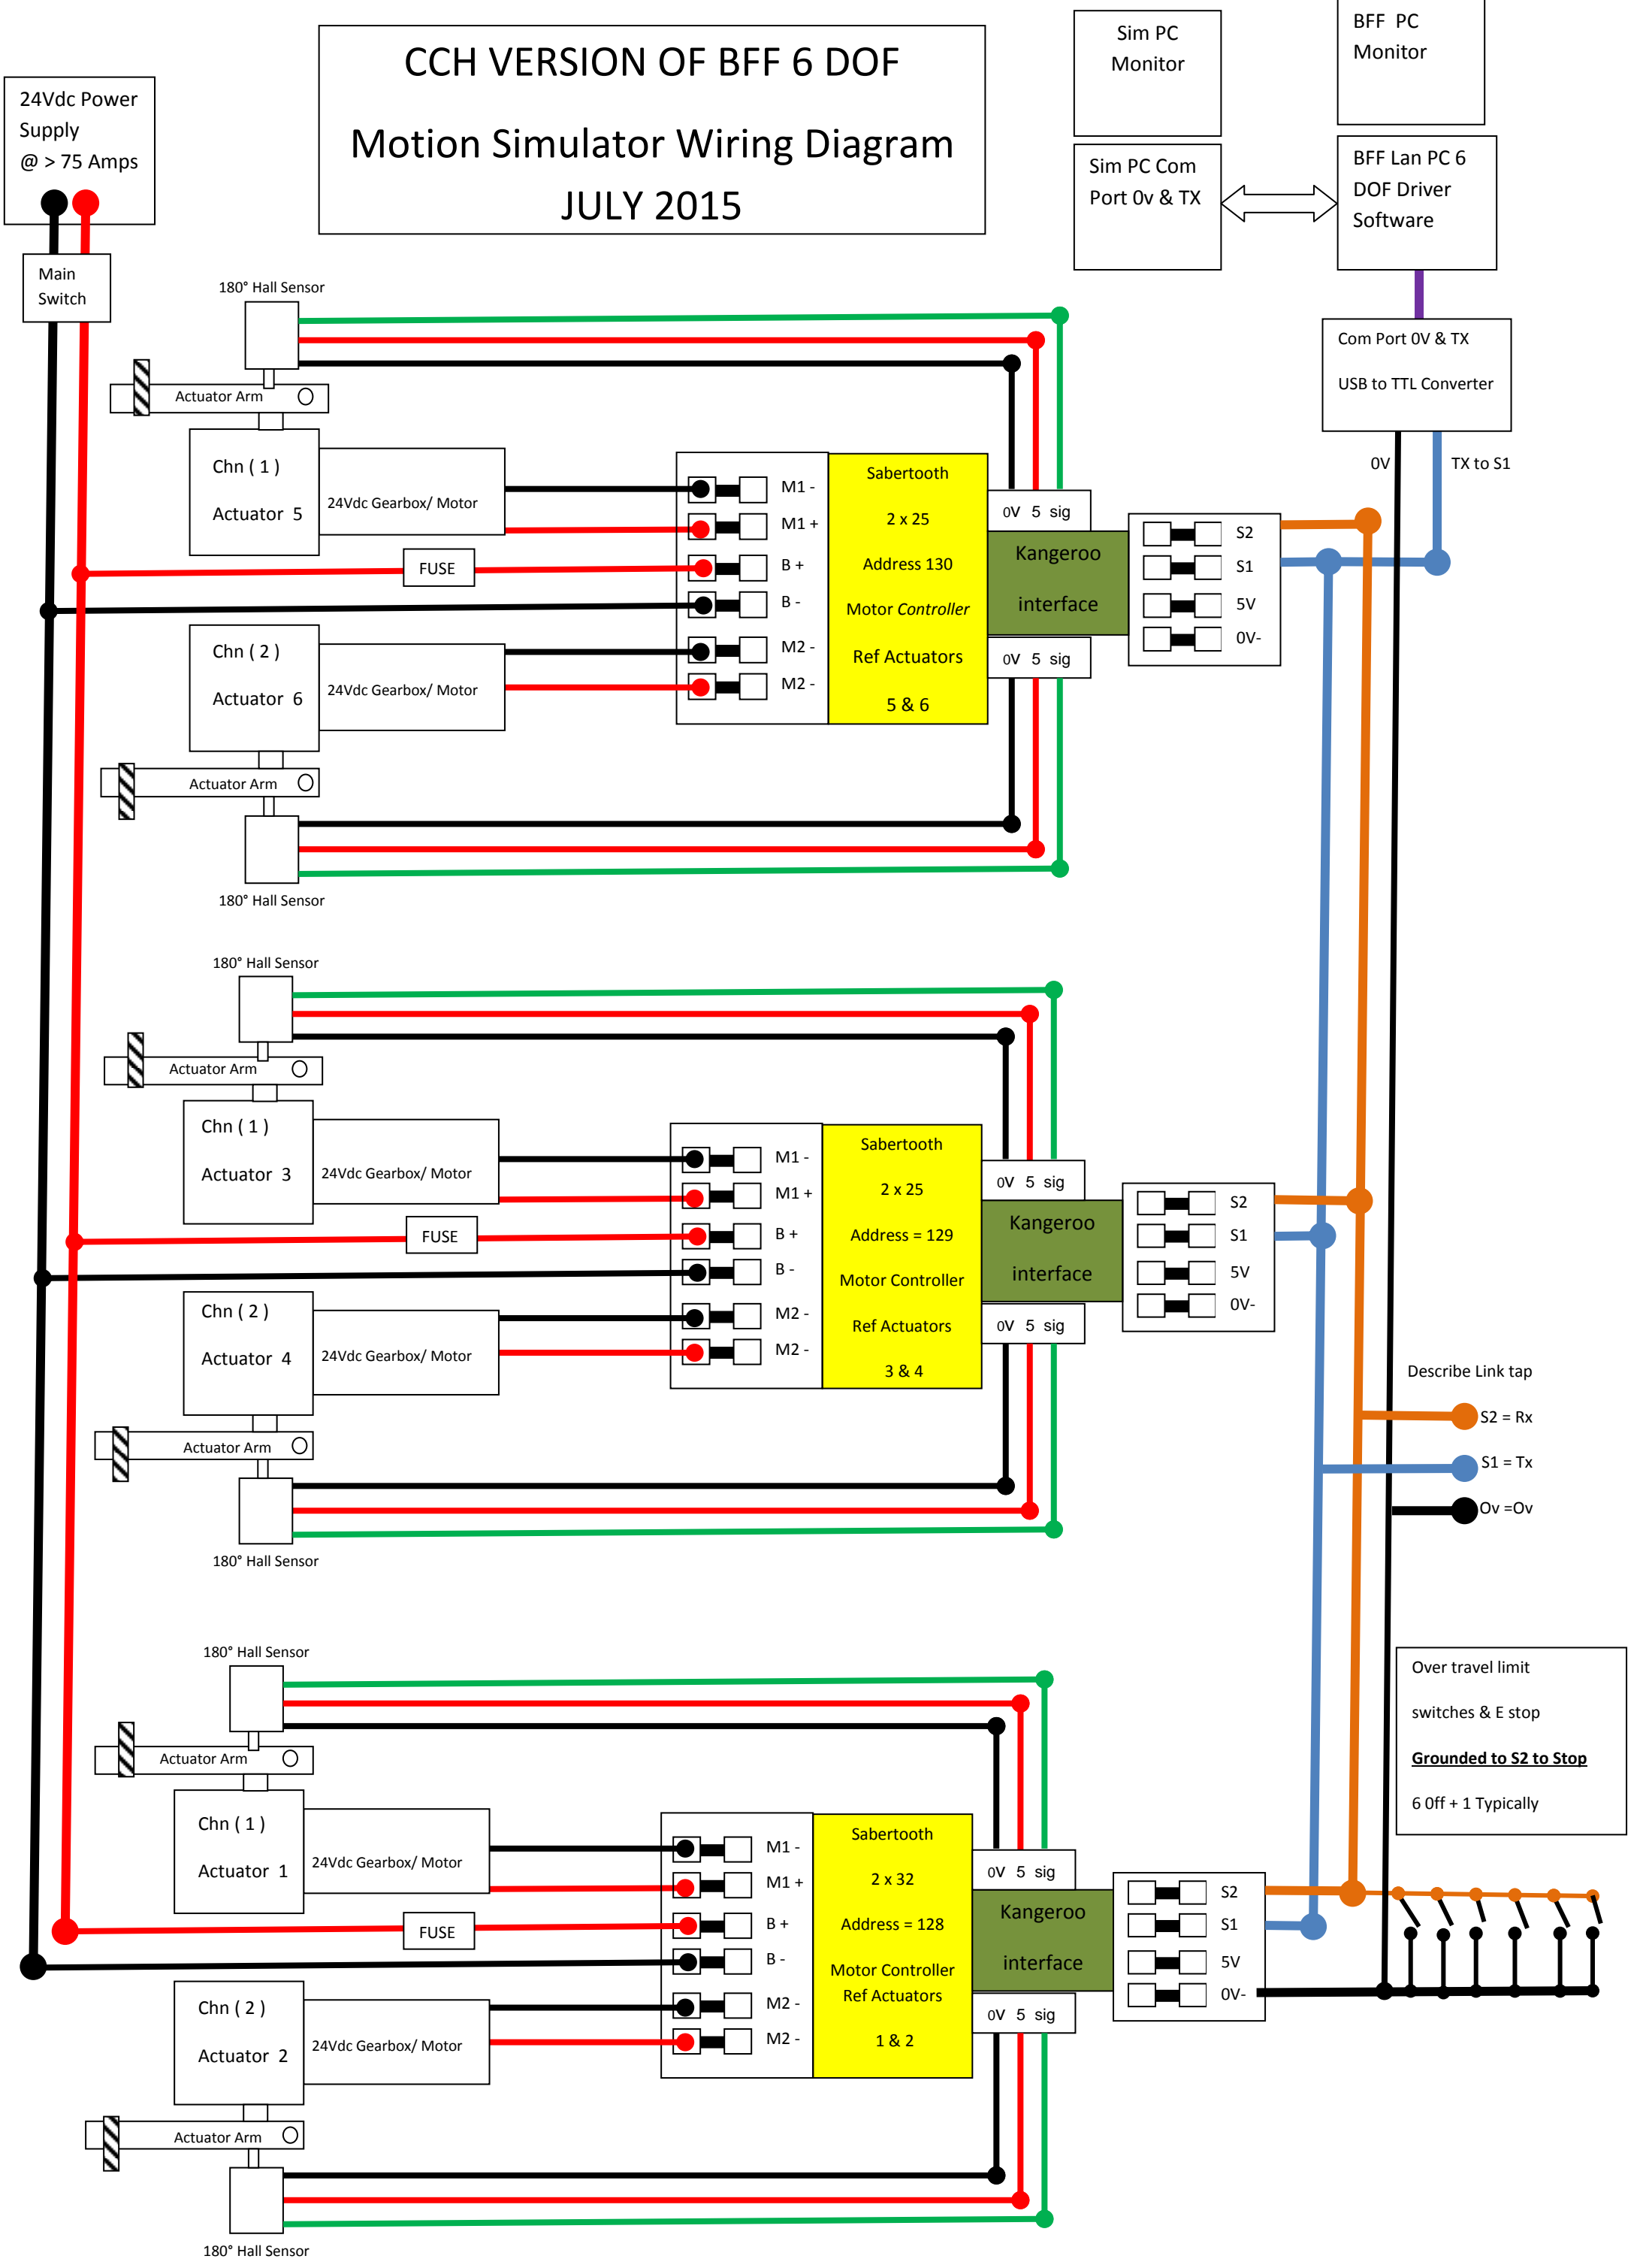 CCH VERSION OF BFF 6 DOF
Motion Simulator Wiring Diagram
JULY 2015
Sim PC
Monitor
BFF  PC
Monitor
24Vdc Power
Supply
@ > 75 Amps
Sim PC Com
Port 0v & TX
BFF Lan PC 6
DOF Driver
Software
Main
Switch
Com Port 0V & TX
USB to TTL Converter
0V
TX to S1
180° Hall Sensor
Actuator Arm
Chn ( 1 )
Actuator  5
24Vdc Gearbox/ Motor
FUSE
Chn ( 2 )
Actuator  6
24Vdc Gearbox/ Motor
Actuator Arm
180° Hall Sensor
M1 -
M1 +
B +
B -
M2 -
M2 -
Sabertooth
2 x 25
Address 130
Motor Controller
Ref Actuators
5 & 6
0V  5  sig
Kangeroo
interface
0V  5  sig
S2
S1
5V
0V-
180° Hall Sensor
Actuator Arm
Chn ( 1 )
Actuator  3
24Vdc Gearbox/ Motor
FUSE
Chn ( 2 )
Actuator  4
24Vdc Gearbox/ Motor
Actuator Arm
180° Hall Sensor
M1 -
M1 +
B +
B -
M2 -
M2 -
Sabertooth
2 x 25
Address = 129
Motor Controller
Ref Actuators
3 & 4
0V  5  sig
Kangeroo
interface
0V  5  sig
S2
S1
5V
0V-
Describe Link tap
S2 = Rx
S1 = Tx
Ov =Ov
180° Hall Sensor
Actuator Arm
Chn ( 1 )
Actuator  1
24Vdc Gearbox/ Motor
FUSE
Chn ( 2 )
Actuator  2
24Vdc Gearbox/ Motor
Actuator Arm
180° Hall Sensor
M1 -
M1 +
B +
B -
M2 -
M2 -
Sabertooth
2 x 32
Address = 128
Motor Controller
Ref Actuators
1 & 2
0V  5  sig
Kangeroo
interface
0V  5  sig
S2
S1
5V
0V-
Over travel limit
switches & E stop
Grounded to S2 to Stop
6 Off + 1 Typically